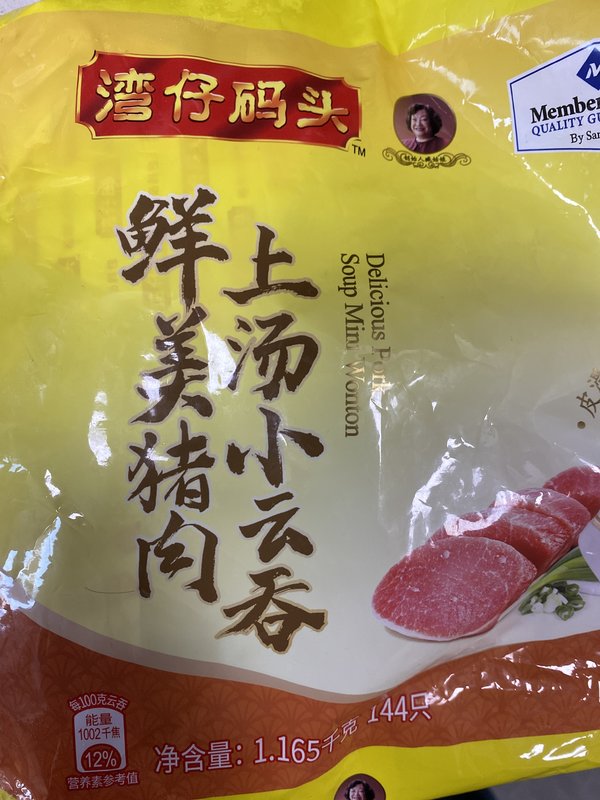 湾仔码头
TM
Member
QUALITY GU
By Sa
鲜美猪肉
上汤小云吞
Delicious Pork
Soup Mini Wonton
皮
每100克云吞
能量
1002千焦
12%
营养素参考值
净含量：1.165千克 144只